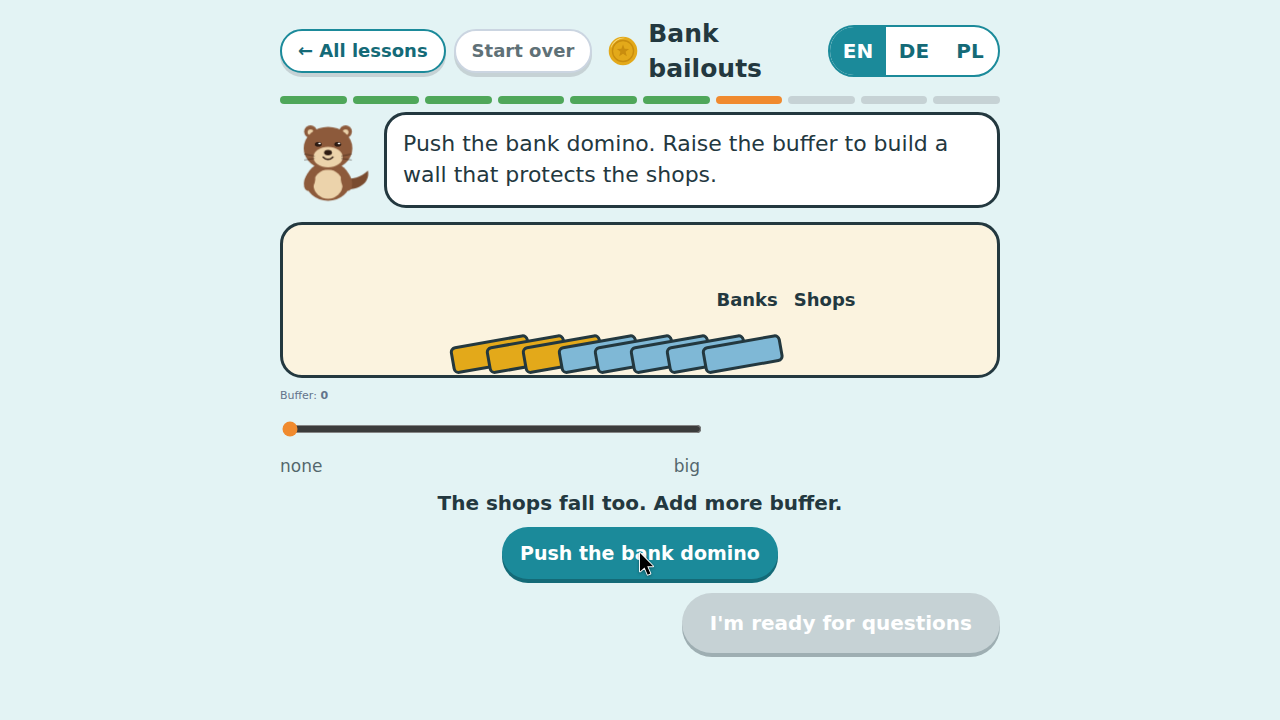 ← All lessons
Start over
Bank
bailouts
EN DE PL
Push the bank domino. Raise the buffer to build a
wall that protects the shops.
Banks Shops
Buffer: 0
none big
The shops fall too. Add more buffer.
Push the bank domino
I'm ready for questions